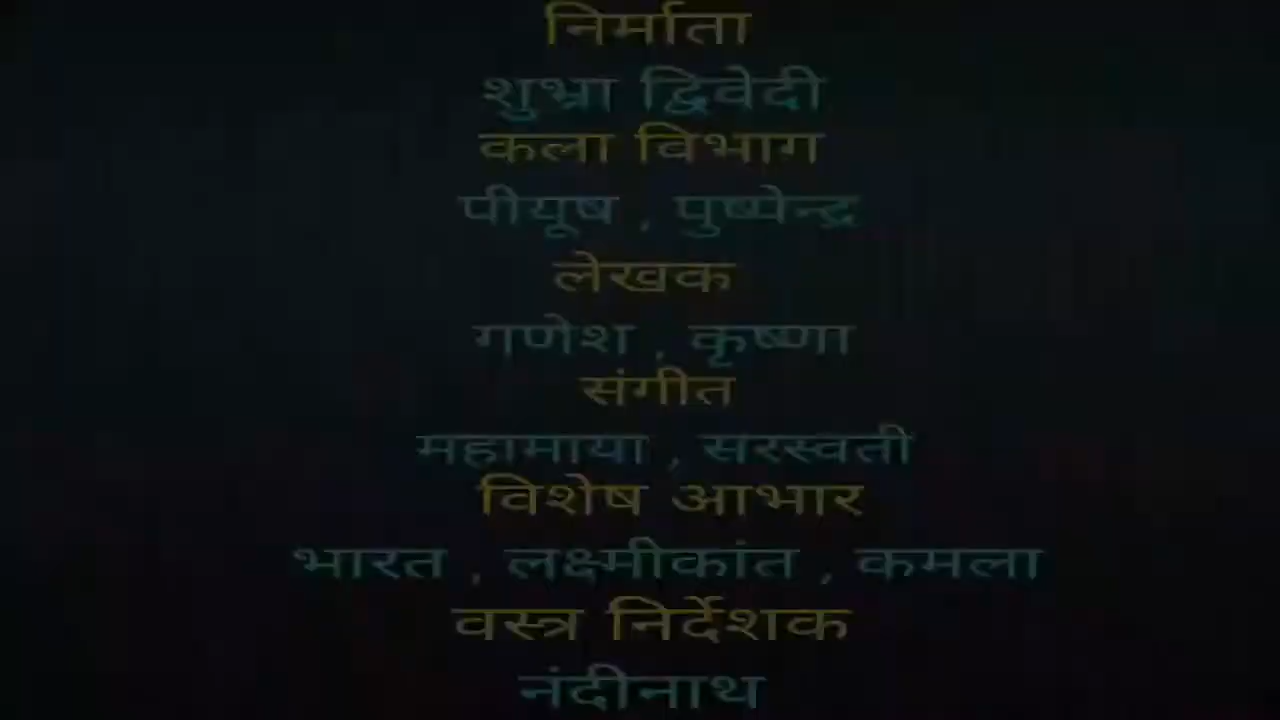 निर्माता
शुभ्रा द्विवेदी
कला विभाग
पीयूष , पुष्पेन्द्र
लेखक
गणेश , कृष्णा
संगीत
महामाया , सरस्वती
विशेष आभार
भारत , लक्ष्मीकांत , कमला
वस्त्र निर्देशक
नंदीनाथ